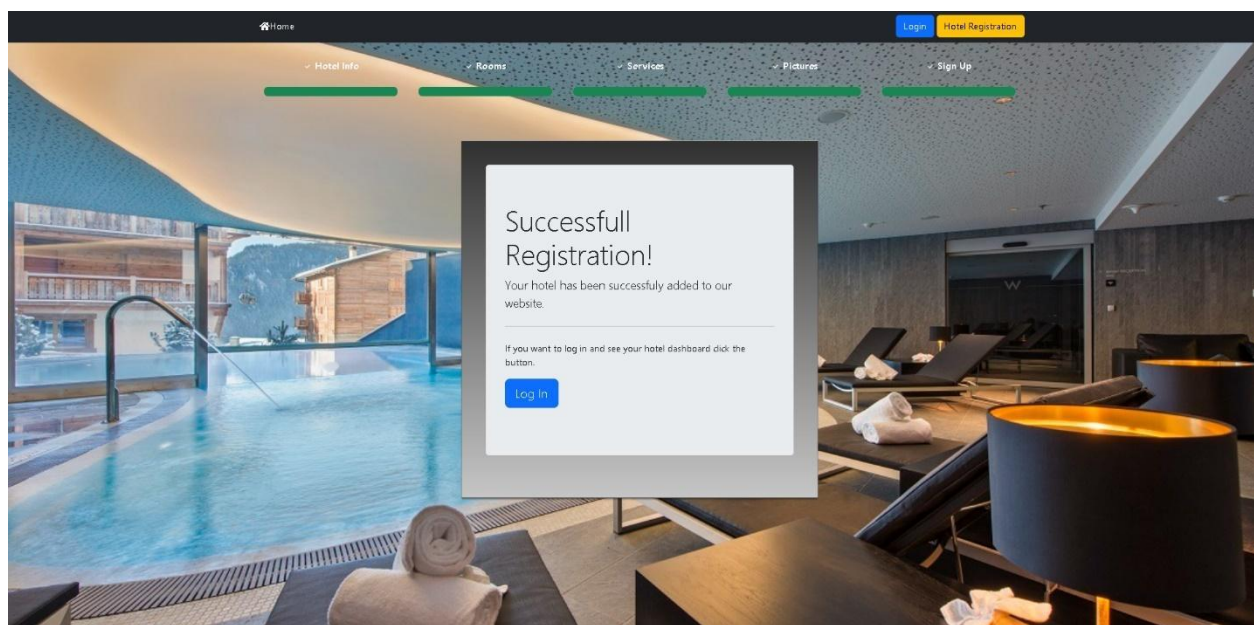 Home
Login
Hotel Registration
✓ Hotel Info
✓ Rooms
✓ Services
✓ Pictures
✓ Sign Up
Successfull
Registration!
Your hotel has been successfuly added to our
website.
If you want to log in and see your hotel dashboard click the
button.
Log In
W